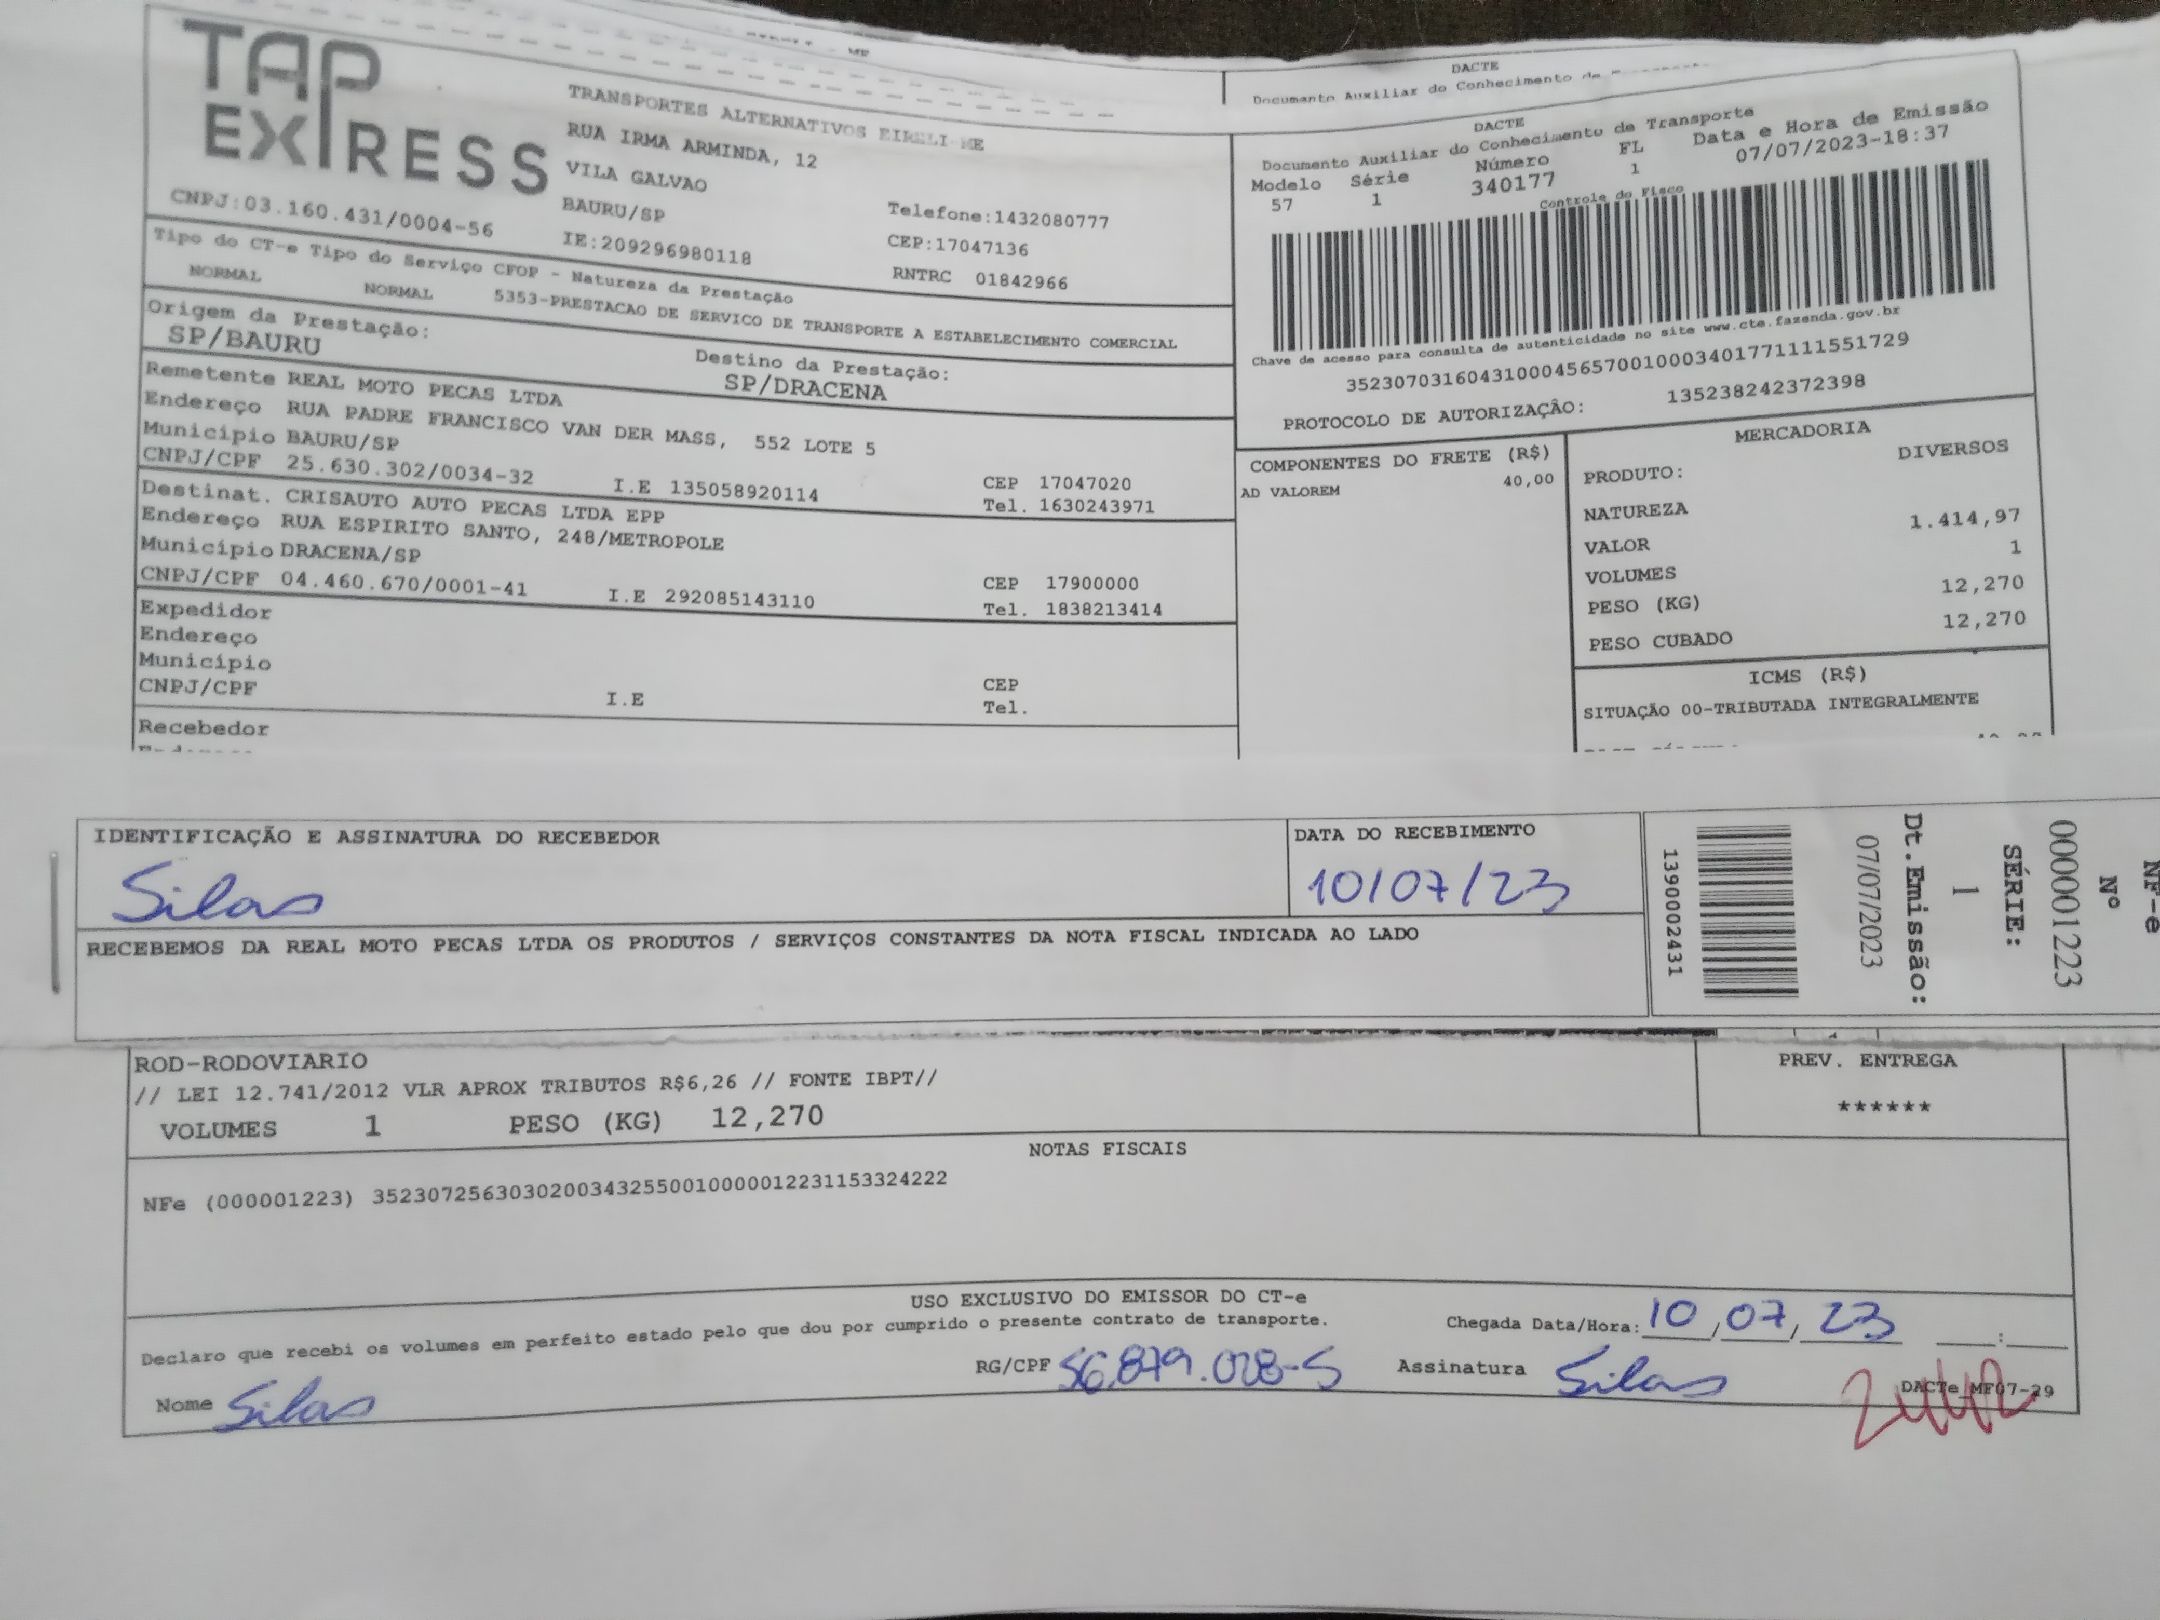 DACTE
Documento Auxiliar do Conhecimento de
TAP EXPRESS
TRANSPORTES ALTERNATIVOS EIRELI-ME
RUA IRMA ARMINDA, 12
VILA GALVAO
BAURU/SP
Telefone:1432080777
CNPJ:03.160.431/0004-56
IE:209296980118
CEP:17047136
RNTRC 01842966
DACTE
Documento Auxiliar do Conhecimento de Transporte
Modelo Série Número FL Data e Hora de Emissão
57 1 340177 1 07/07/2023-18:37
Controle do Fisco
Chave de acesso para consulta de autenticidade no site www.cte.fazenda.gov.br
35230703160431000456570010003401771111551729
PROTOCOLO DE AUTORIZAÇÂO: 135238242372398
Tipo do CT-e Tipo do Serviço CFOP - Natureza da Prestação
NORMAL NORMAL 5353-PRESTACAO DE SERVICO DE TRANSPORTE A ESTABELECIMENTO COMERCIAL
Origem da Prestação: Destino da Prestação:
SP/BAURU SP/DRACENA
Remetente REAL MOTO PECAS LTDA
Endereço RUA PADRE FRANCISCO VAN DER MASS, 552 LOTE 5
Município BAURU/SP CEP 17047020
CNPJ/CPF 25.630.302/0034-32 I.E 135058920114 Tel. 1630243971
Destinat. CRISAUTO AUTO PECAS LTDA EPP
Endereço RUA ESPIRITO SANTO, 248/METROPOLE
Município DRACENA/SP CEP 17900000
CNPJ/CPF 04.460.670/0001-41 I.E 292085143110 Tel. 1838213414
Expedidor
Endereço
Município CEP
CNPJ/CPF I.E Tel.
Recebedor
COMPONENTES DO FRETE (R$)
AD VALOREM 40,00
MERCADORIA
PRODUTO: DIVERSOS
NATUREZA
VALOR 1.414,97
VOLUMES 1
PESO (KG) 12,270
PESO CUBADO 12,270
ICMS (R$)
SITUAÇÃO 00-TRIBUTADA INTEGRALMENTE
IDENTIFICAÇÃO E ASSINATURA DO RECEBEDOR
Silas
DATA DO RECEBIMENTO
10/07/23
RECEBEMOS DA REAL MOTO PECAS LTDA OS PRODUTOS / SERVIÇOS CONSTANTES DA NOTA FISCAL INDICADA AO LADO
NF-e
Nº
000001223
SÉRIE:
1
Dt.Emissão:
07/07/2023
1390002431
ROD-RODOVIARIO
// LEI 12.741/2012 VLR APROX TRIBUTOS R$6,26 // FONTE IBPT//
VOLUMES 1 PESO (KG) 12,270
PREV. ENTREGA
******
NOTAS FISCAIS
NFe (000001223) 35230725630302003432550010000012231153324222
USO EXCLUSIVO DO EMISSOR DO CT-e
Declaro que recebi os volumes em perfeito estado pelo que dou por cumprido o presente contrato de transporte.
Chegada Data/Hora: 10,07,23 :
Nome Silas RG/CPF 56.879.028-5 Assinatura Silas
DACTe_MF07-29